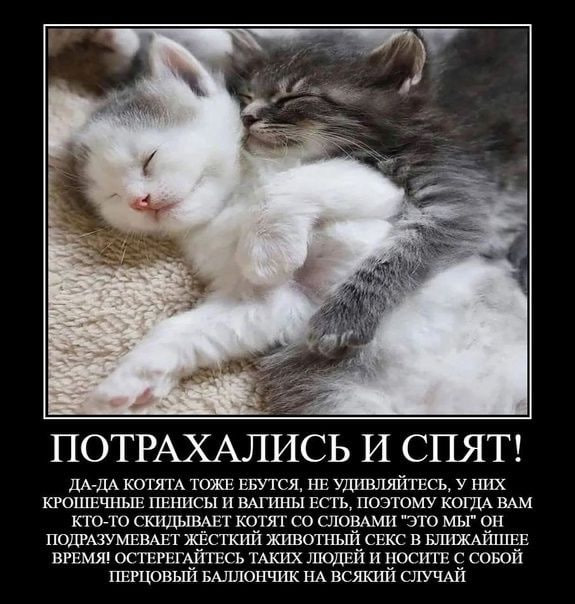 ПОТРАХАЛИСЬ И СПЯТ!
ДА-ДА КОТЯТА ТОЖЕ ЕБУТСЯ, НЕ УДИВЛЯЙТЕСЬ, У НИХ
КРОШЕЧНЫЕ ПЕНИСЫ И ВАГИНЫ ЕСТЬ, ПОЭТОМУ КОГДА ВАМ
КТО-ТО СКИДЫВАЕТ КОТЯТ СО СЛОВАМИ "ЭТО МЫ" ОН
ПОДРАЗУМЕВАЕТ ЖЁСТКИЙ ЖИВОТНЫЙ СЕКС В БЛИЖАЙШЕЕ
ВРЕМЯ! ОСТЕРЕГАЙТЕСЬ ТАКИХ ЛЮДЕЙ И НОСИТЕ С СОБОЙ
ПЕРЦОВЫЙ БАЛЛОНЧИК НА ВСЯКИЙ СЛУЧАЙ